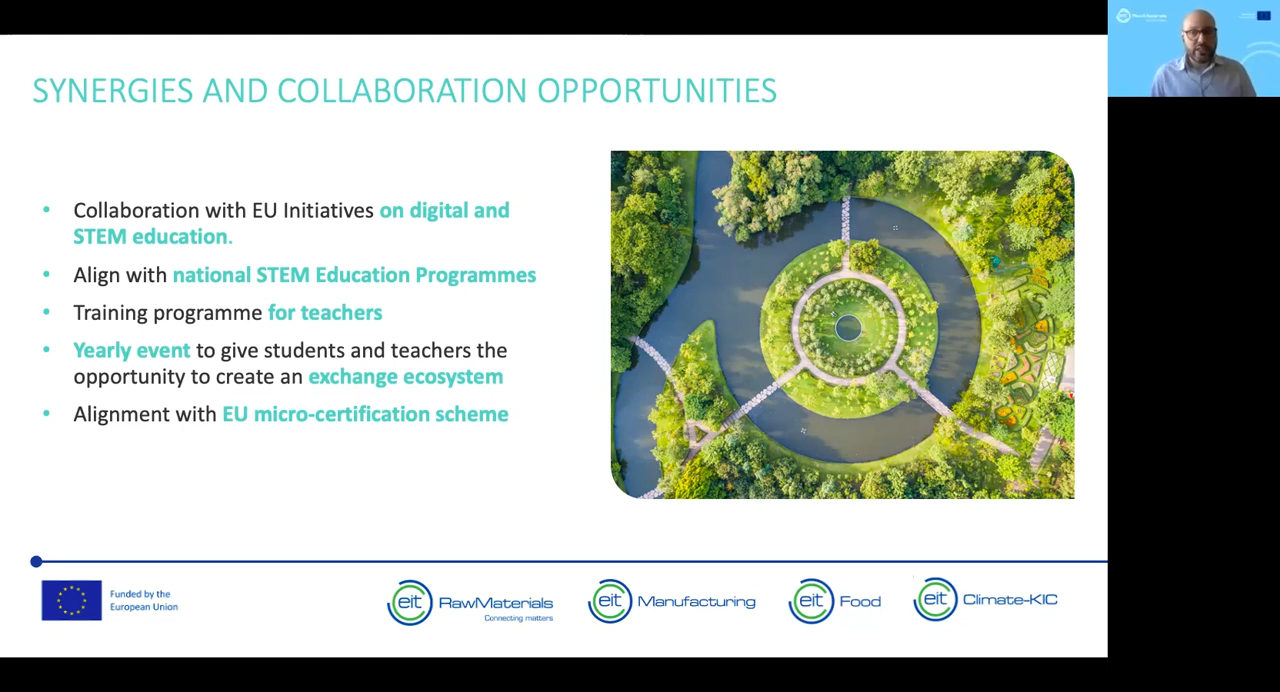 SYNERGIES AND COLLABORATION OPPORTUNITIES
• Collaboration with EU Initiatives on digital and
STEM education.
• Align with national STEM Education Programmes
• Training programme for teachers
• Yearly event to give students and teachers the
opportunity to create an exchange ecosystem
• Alignment with EU micro-certification scheme
Funded by the
European Union
eit RawMaterials
Connecting matters
eit Manufacturing
eit Food
eit Climate-KIC
eit RawMaterials